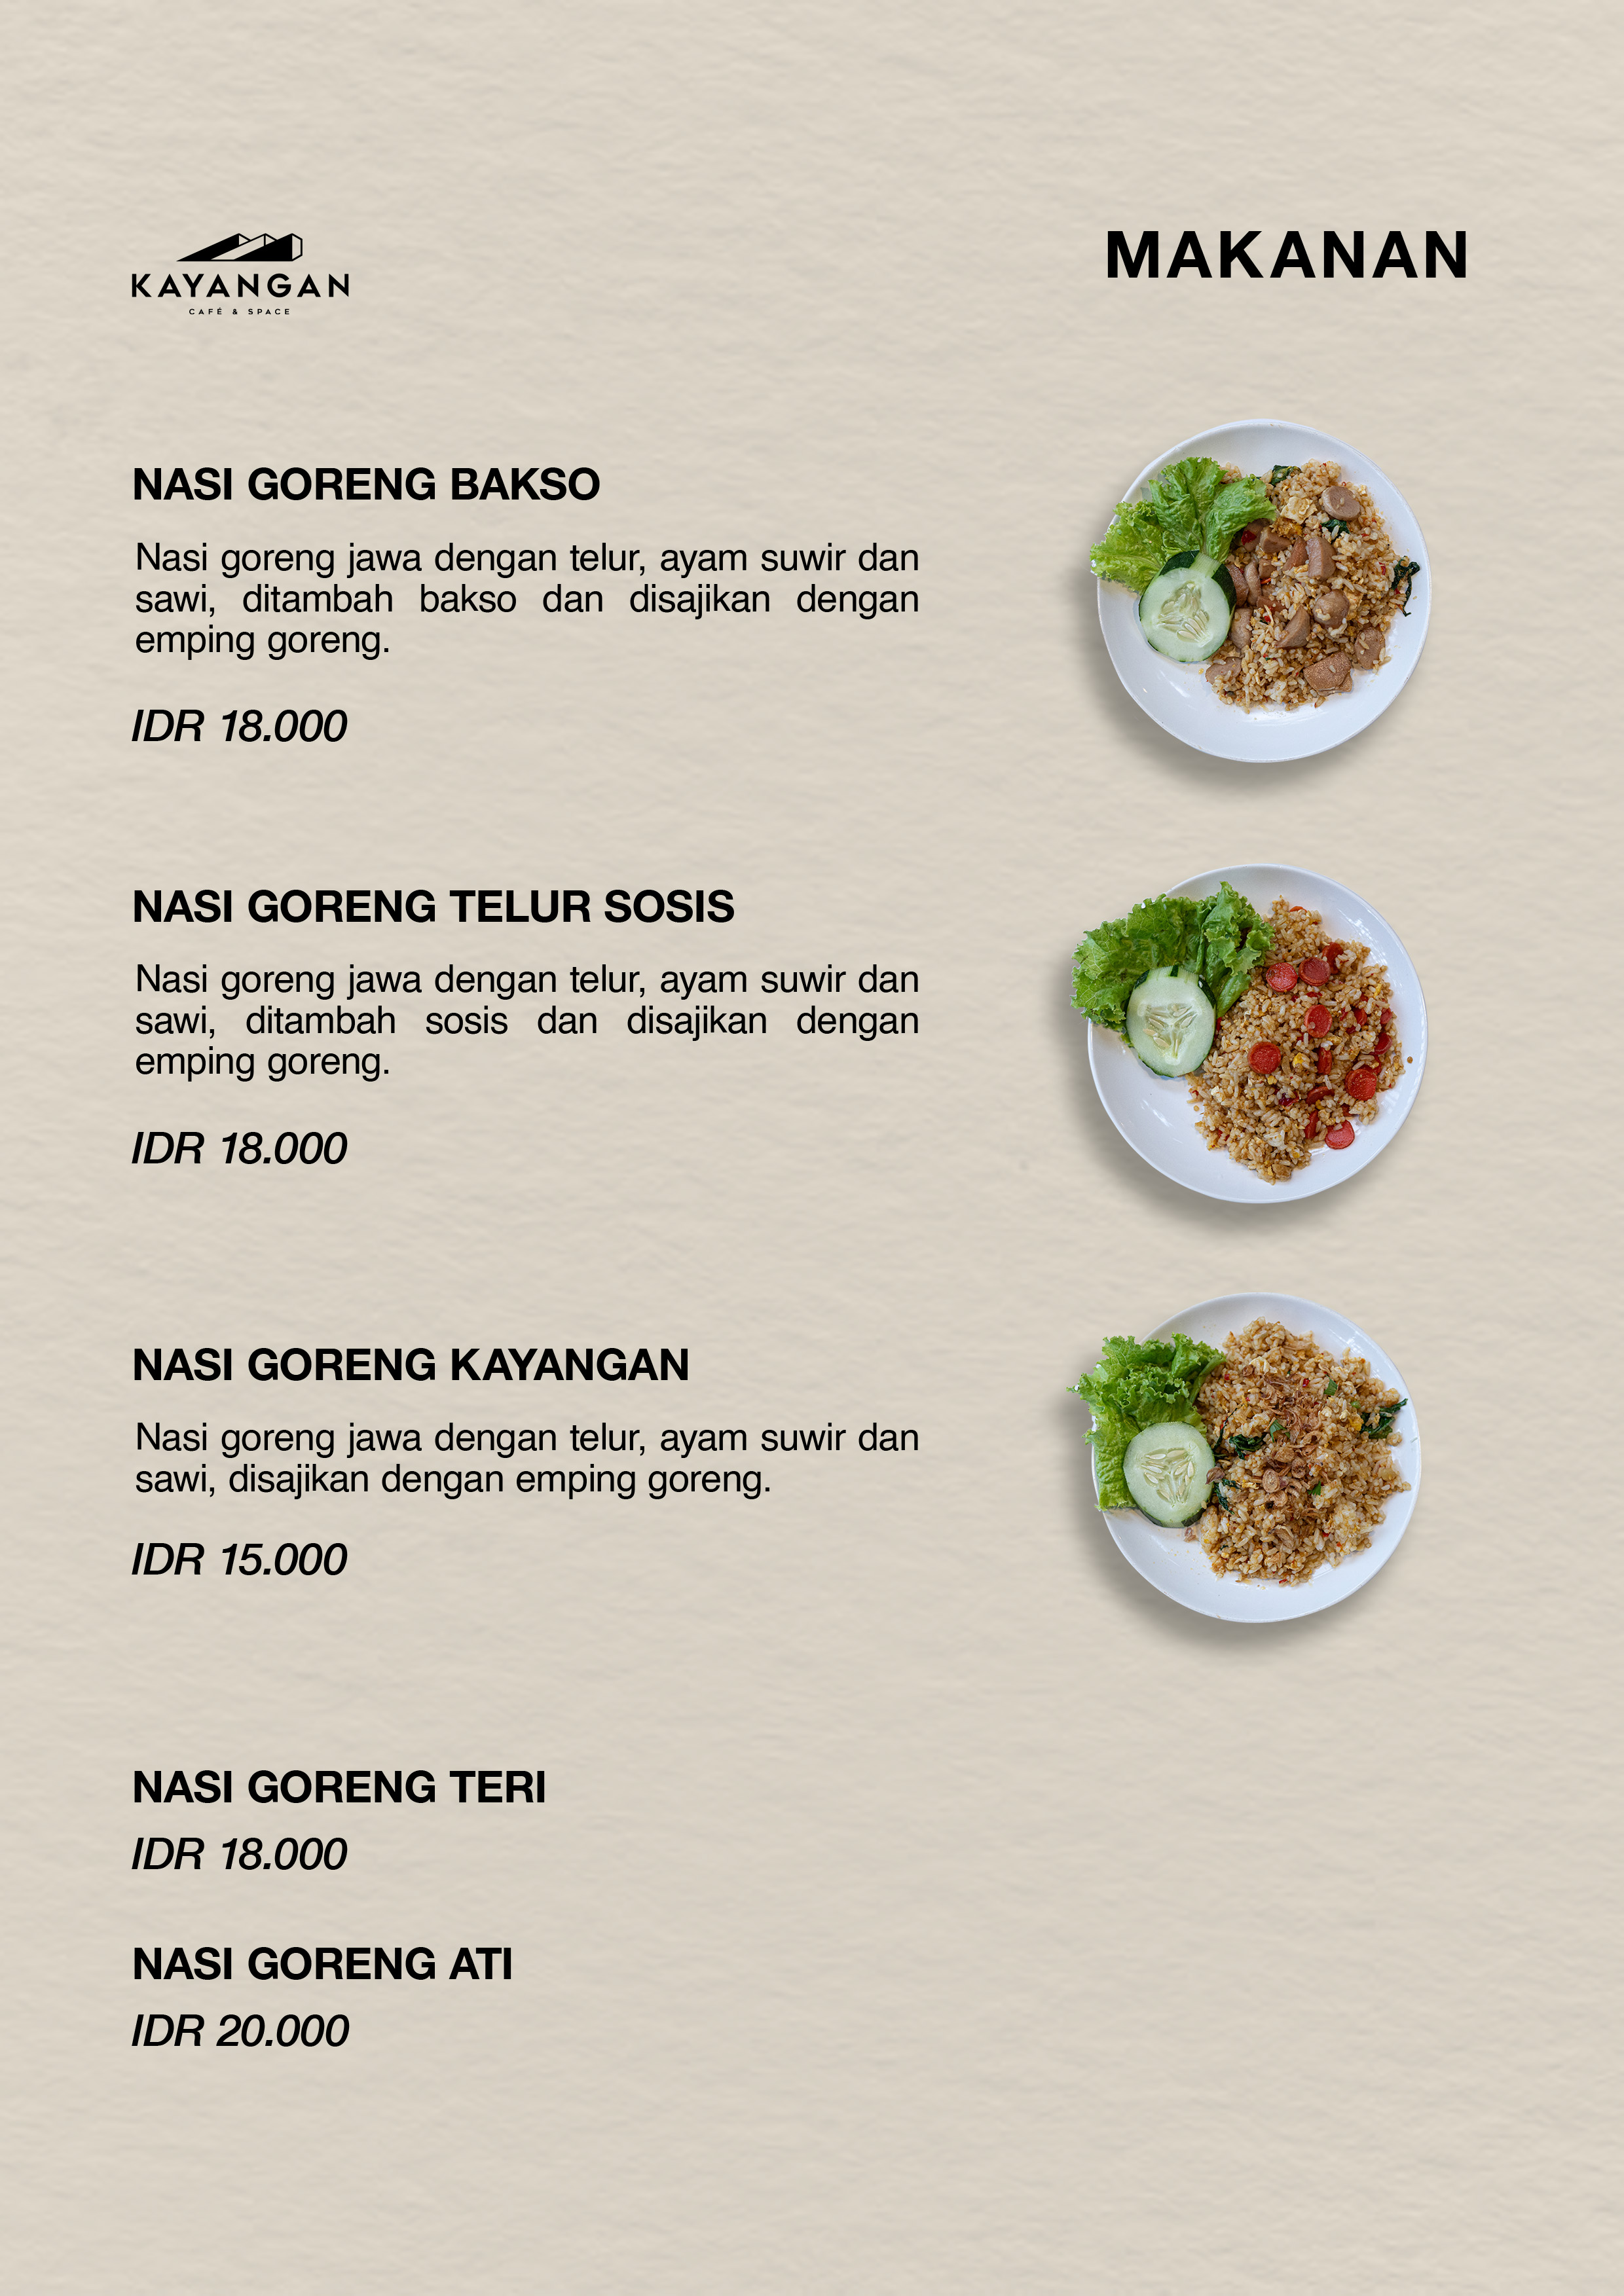 KAYANGAN
CAFÉ & SPACE
MAKANAN
NASI GORENG BAKSO
Nasi goreng jawa dengan telur, ayam suwir dan
sawi, ditambah bakso dan disajikan dengan
emping goreng.
IDR 18.000
NASI GORENG TELUR SOSIS
Nasi goreng jawa dengan telur, ayam suwir dan
sawi, ditambah sosis dan disajikan dengan
emping goreng.
IDR 18.000
NASI GORENG KAYANGAN
Nasi goreng jawa dengan telur, ayam suwir dan
sawi, disajikan dengan emping goreng.
IDR 15.000
NASI GORENG TERI
IDR 18.000
NASI GORENG ATI
IDR 20.000